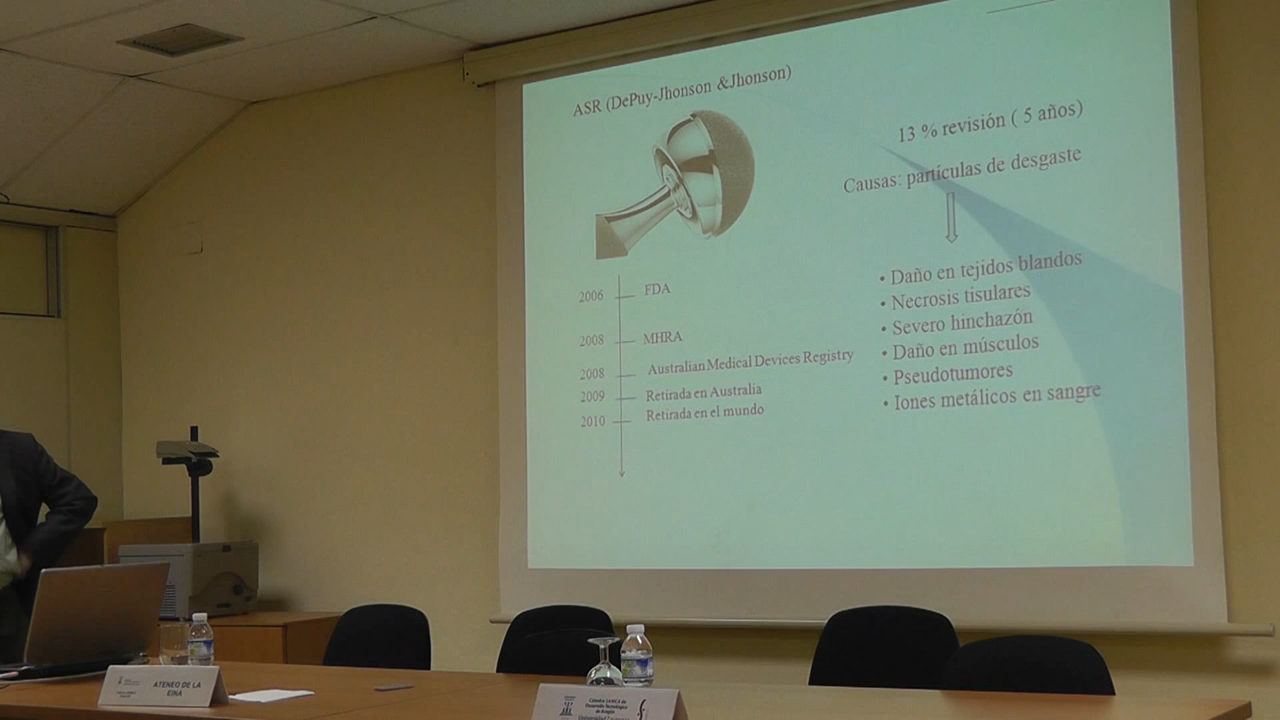 ASR (DePuy-Jhonson &Jhonson)
13 % revisión ( 5 años)
Causas: partículas de desgaste
• Daño en tejidos blandos
• Necrosis tisulares
• Severo hinchazón
• Daño en músculos
• Pseudotumores
• Iones metálicos en sangre
2006 FDA
2008 MHRA
2008 Australian Medical Devices Registry
2009 Retirada en Australia
2010 Retirada en el mundo
ATENEO DE LA
EINA
Cátedra SAMCA de
Desarrollo Tecnológico
de Aragón
Universidad Zaragoza